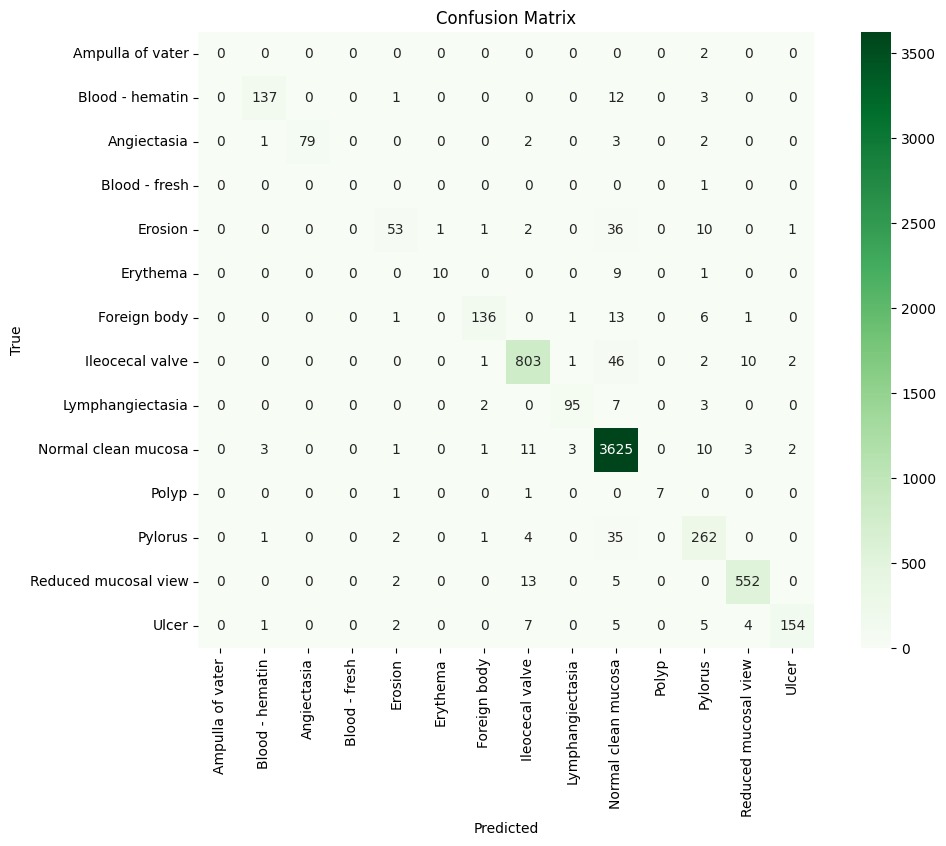 Confusion Matrix
Ampulla of vater 0 0 0 0 0 0 0 0 0 0 0 2 0 0
Blood - hematin 0 137 0 0 1 0 0 0 0 12 0 3 0 0
Angiectasia 0 1 79 0 0 0 0 2 0 3 0 2 0 0
Blood - fresh 0 0 0 0 0 0 0 0 0 0 0 1 0 0
Erosion 0 0 0 0 53 1 1 2 0 36 0 10 0 1
Erythema 0 0 0 0 0 10 0 0 0 9 0 1 0 0
Foreign body 0 0 0 0 1 0 136 0 1 13 0 6 1 0
Ileocecal valve 0 0 0 0 0 0 1 803 1 46 0 2 10 2
Lymphangiectasia 0 0 0 0 0 0 2 0 95 7 0 3 0 0
Normal clean mucosa 0 3 0 0 1 0 1 11 3 3625 0 10 3 2
Polyp 0 0 0 0 1 0 0 1 0 0 7 0 0 0
Pylorus 0 1 0 0 2 0 1 4 0 35 0 262 0 0
Reduced mucosal view 0 0 0 0 2 0 0 13 0 5 0 0 552 0
Ulcer 0 1 0 0 2 0 0 7 0 5 0 5 4 154
True
Ampulla of vater
Blood - hematin
Angiectasia
Blood - fresh
Erosion
Erythema
Foreign body
Ileocecal valve
Lymphangiectasia
Normal clean mucosa
Polyp
Pylorus
Reduced mucosal view
Ulcer
Predicted
3500
3000
2500
2000
1500
1000
500
0